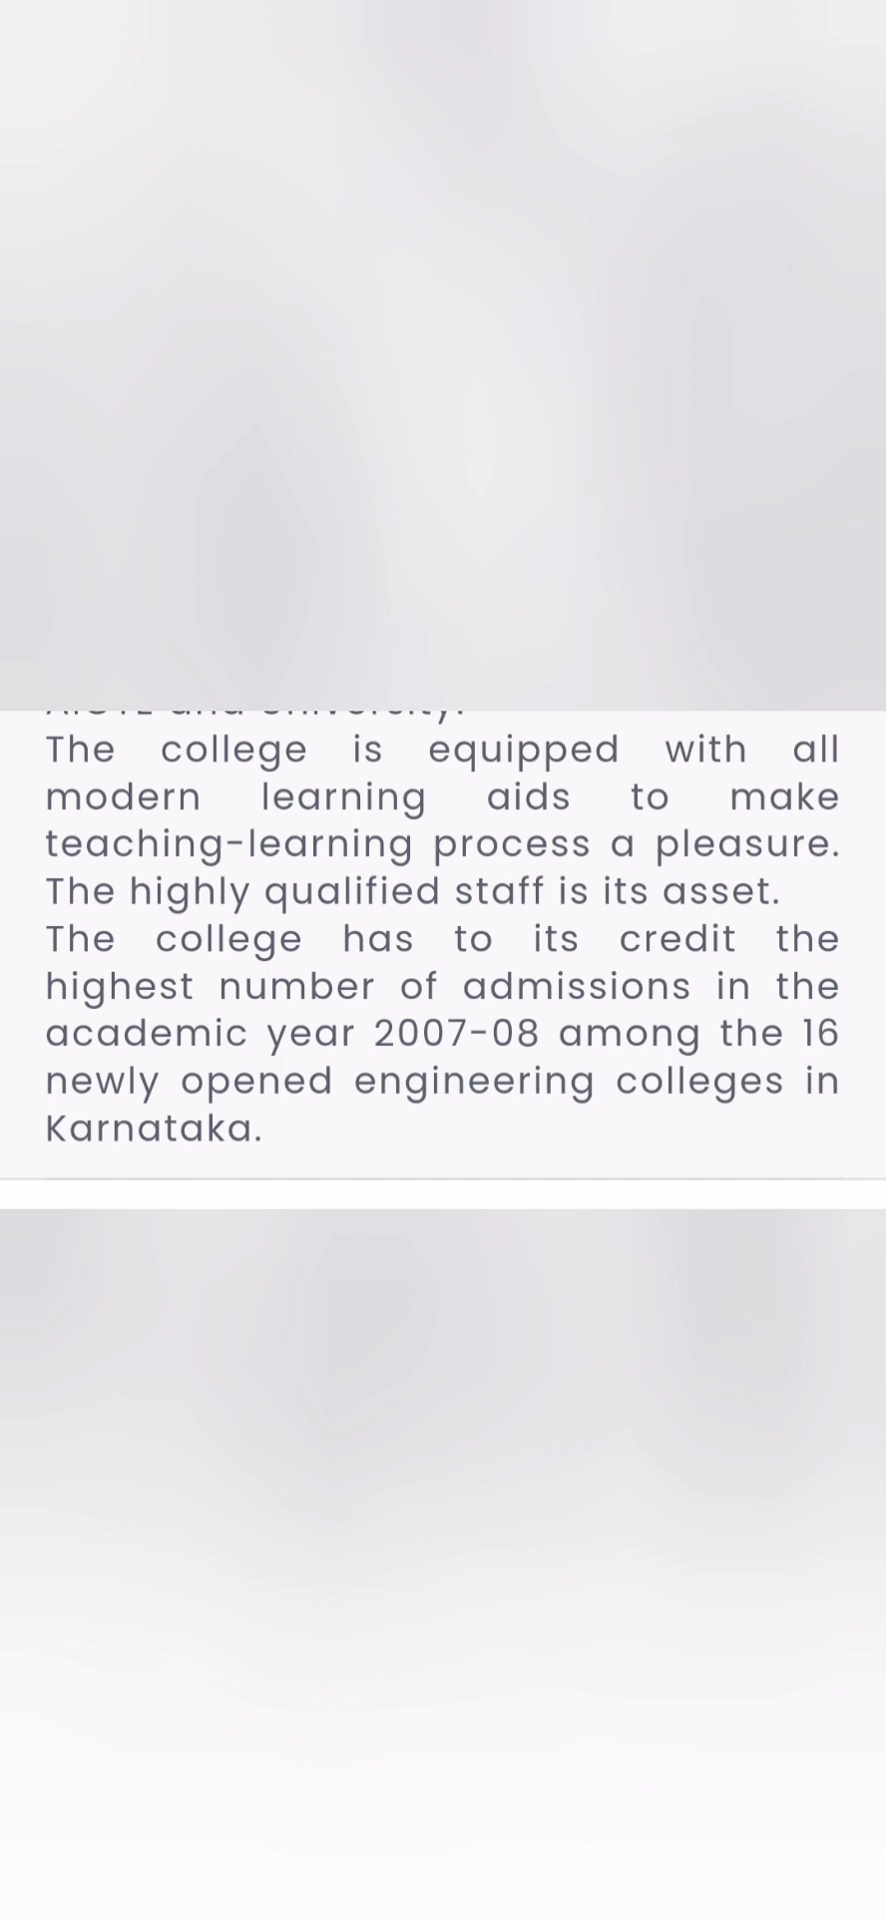 The college is equipped with all
modern learning aids to make
teaching-learning process a pleasure.
The highly qualified staff is its asset.
The college has to its credit the
highest number of admissions in the
academic year 2007-08 among the 16
newly opened engineering colleges in
Karnataka.